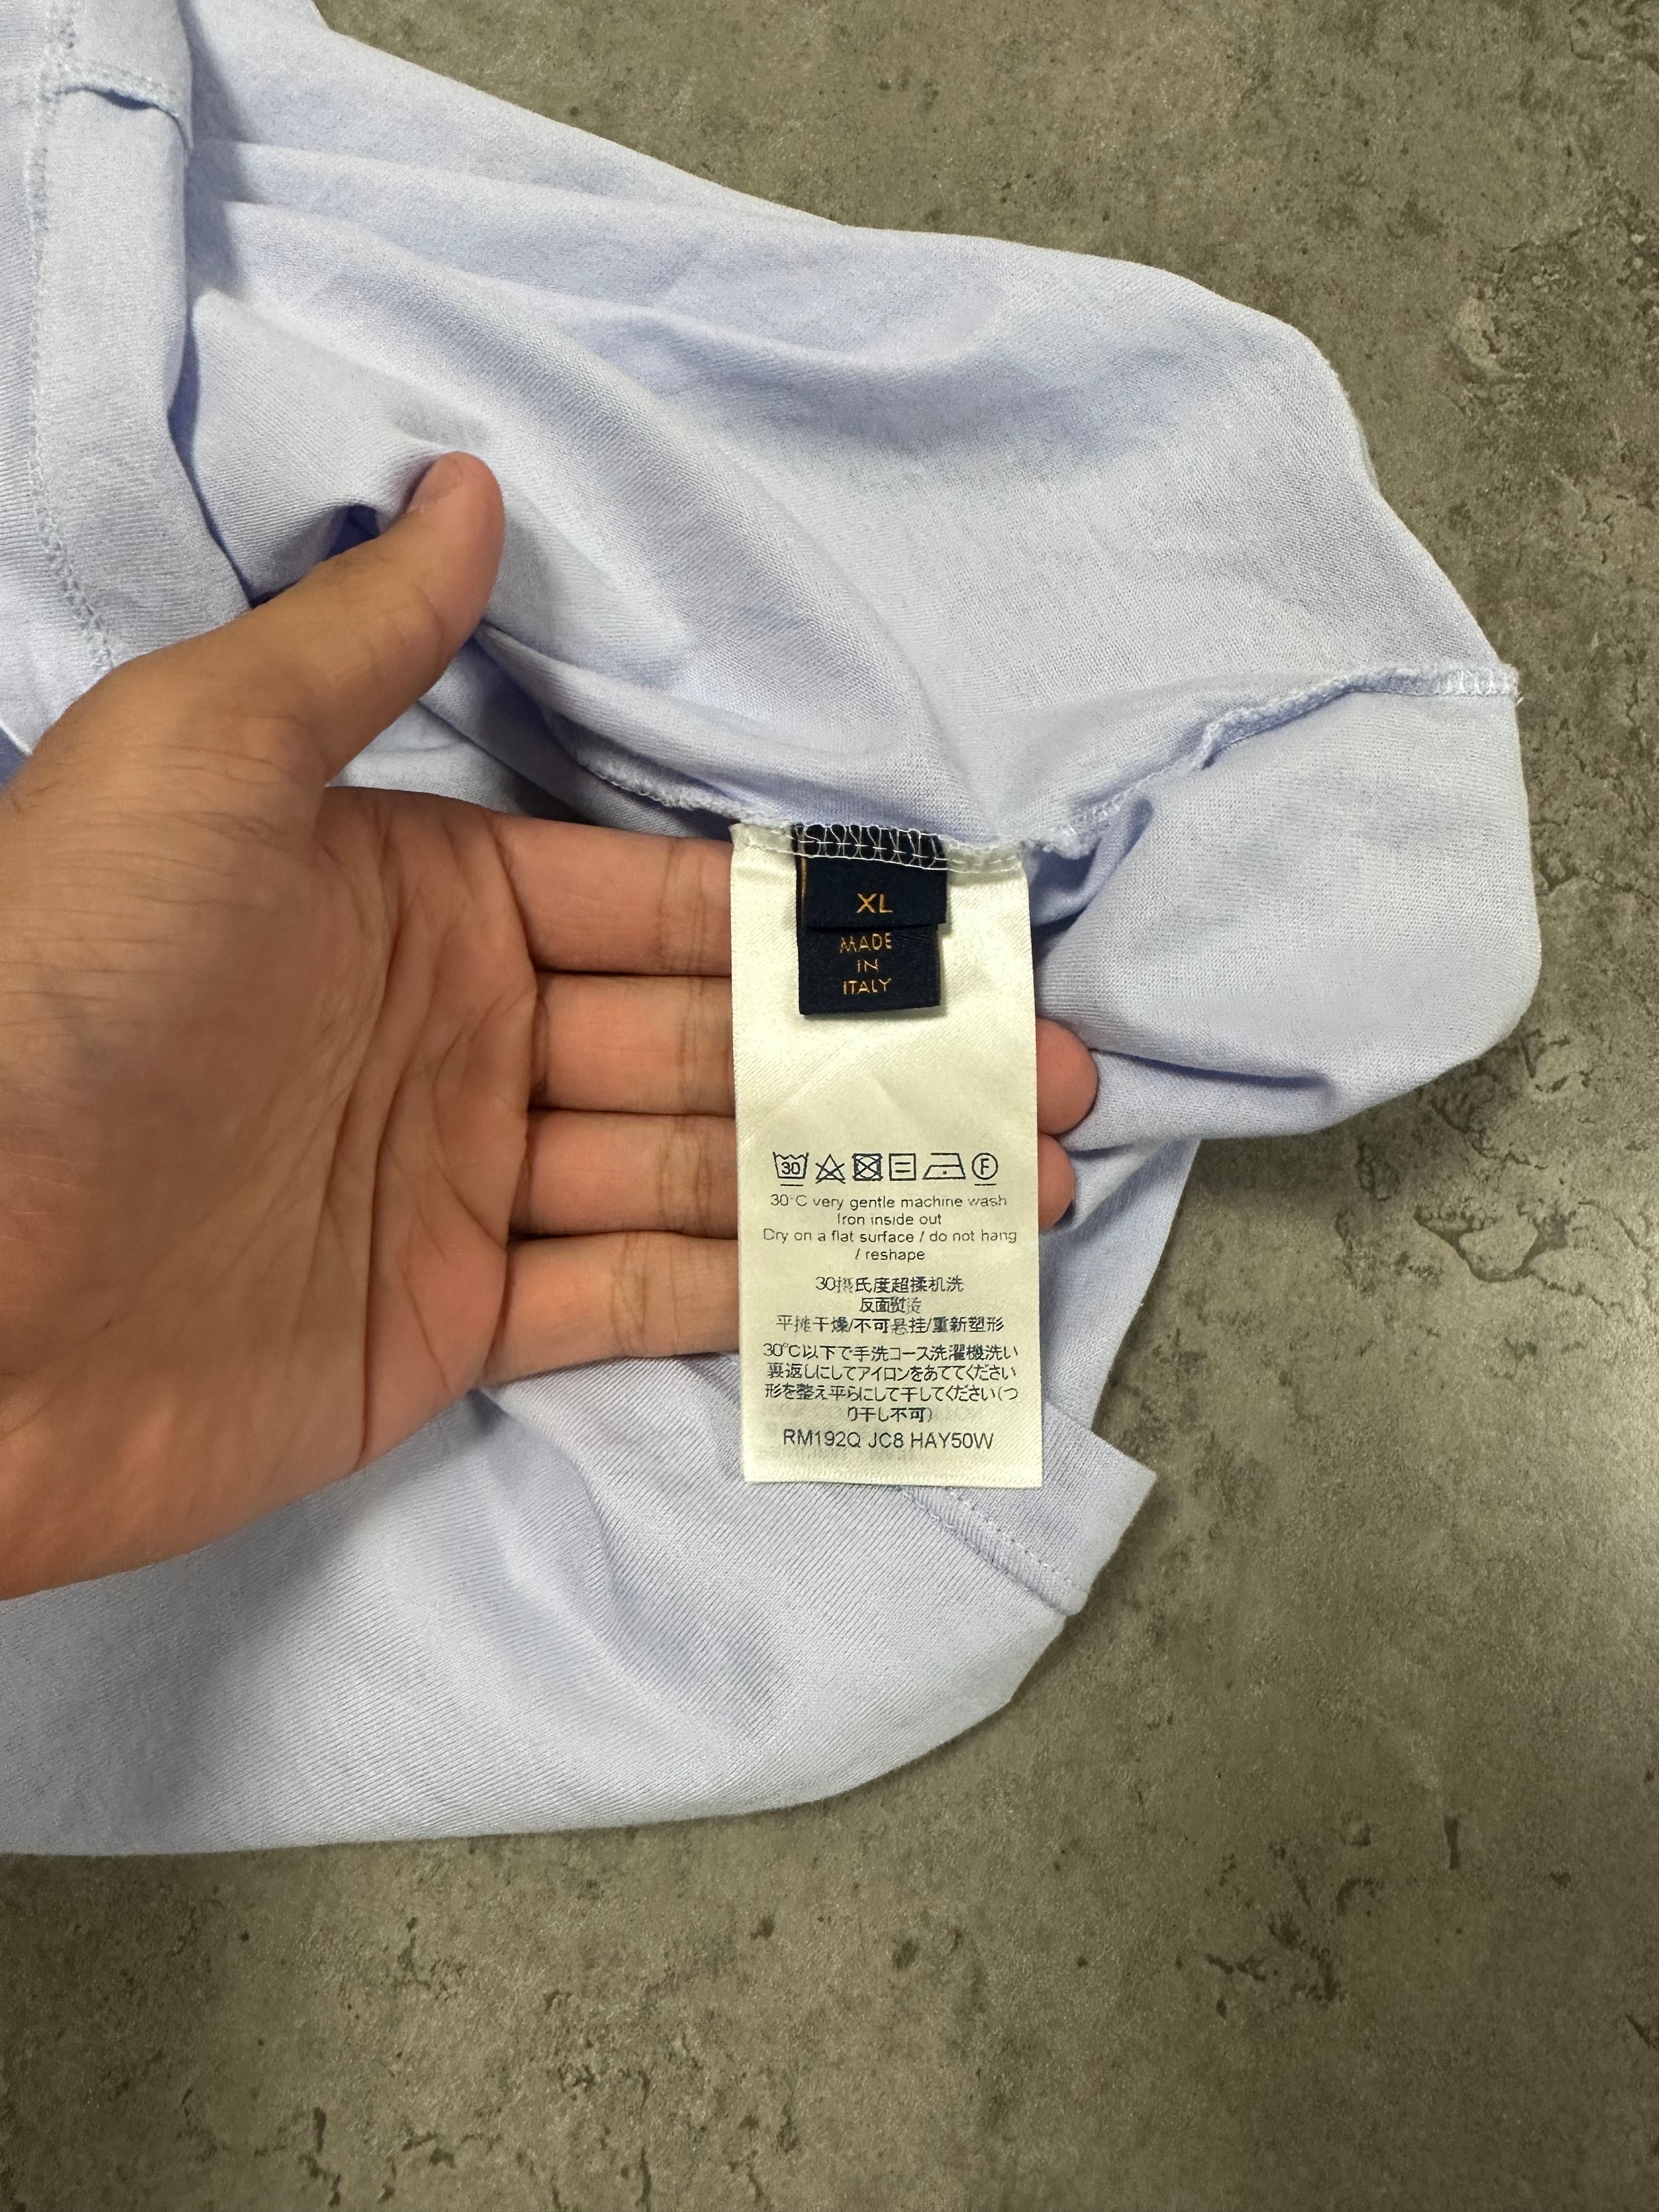 XL
MADE
IN
ITALY
30
F
30°C very gentle machine wash
Iron inside out
Dry on a flat surface / do not hang
/ reshape
30摄氏度超揉机洗
反面熨烫
平摊干燥/不可悬挂/重新塑形
30°C以下で手洗コース洗濯機洗い
裏返しにしてアイロンをあててください
形を整え平らにして干してください(つ
り干し不可)
RM192Q JC8 HAY50W